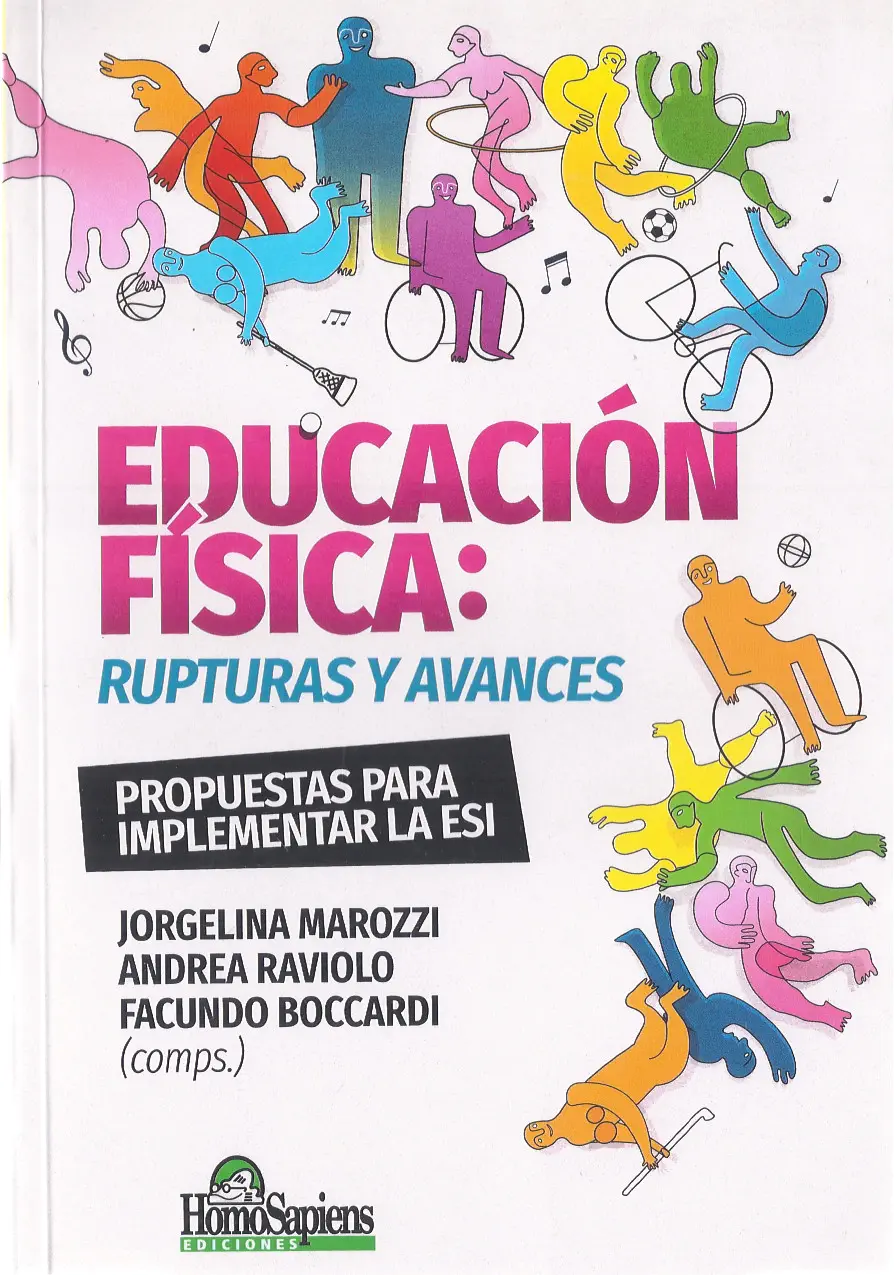 EDUCACIÓN
FÍSICA:
RUPTURAS Y AVANCES
PROPUESTAS PARA
IMPLEMENTAR LA ESI
JORGELINA MAROZZI
ANDREA RAVIOLO
FACUNDO BOCCARDI
(comps.)
HomoSapiens
EDICIONES